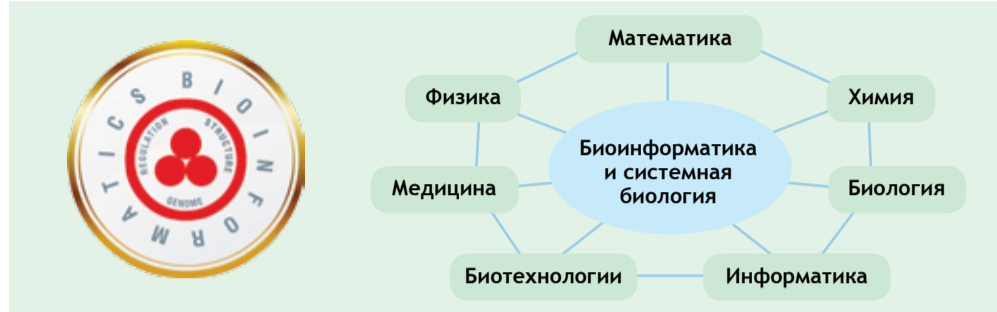 BIOINFORMATICS
REGULATION
STRUCTURE
GENOME
Математика
Физика
Химия
Биоинформатика
и системная
биология
Медицина
Биология
Биотехнологии
Информатика